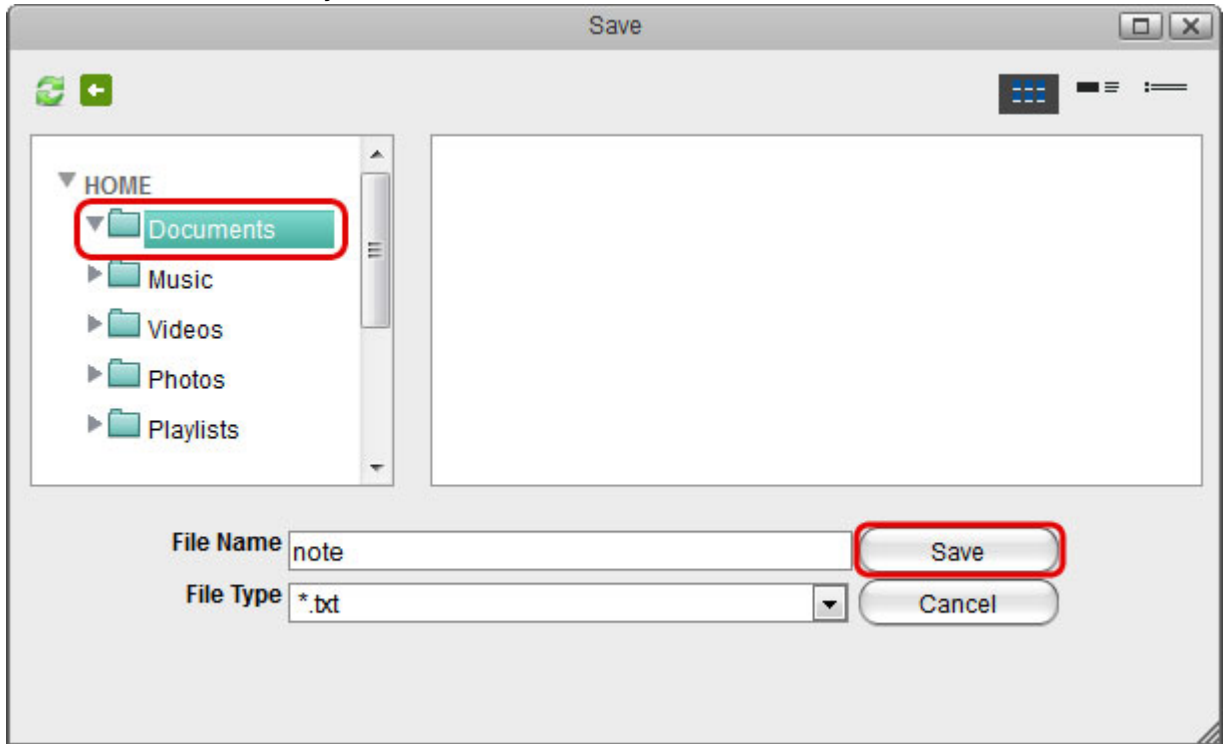 Save
HOME
Documents
Music
Videos
Photos
Playlists
File Name note
Save
File Type *.txt
Cancel